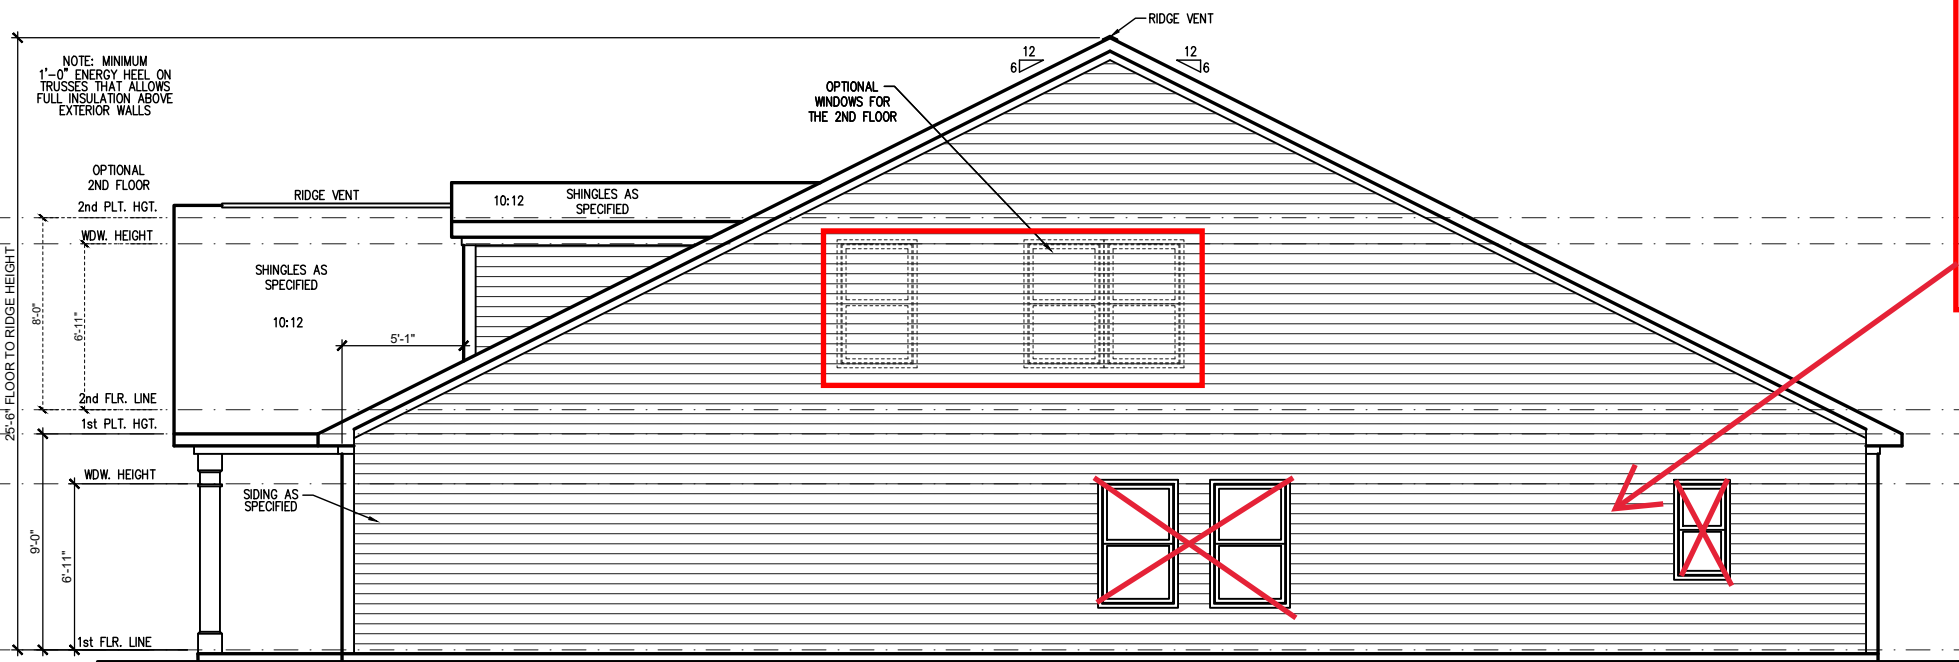 RIDGE VENT
12
6
12
6
NOTE: MINIMUM
1'-0" ENERGY HEEL ON
TRUSSES THAT ALLOWS
FULL INSULATION ABOVE
EXTERIOR WALLS
OPTIONAL
WINDOWS FOR
THE 2ND FLOOR
OPTIONAL
2ND FLOOR
2nd PLT. HGT.
RIDGE VENT
10:12
SHINGLES AS
SPECIFIED
WDW. HEIGHT
SHINGLES AS
SPECIFIED
10:12
25'-6" FLOOR TO RIDGE HEIGHT
8'-0"
6'-11"
5'-1"
2nd FLR. LINE
1st PLT. HGT.
WDW. HEIGHT
SIDING AS
SPECIFIED
9'-0"
6'-11"
1st FLR. LINE